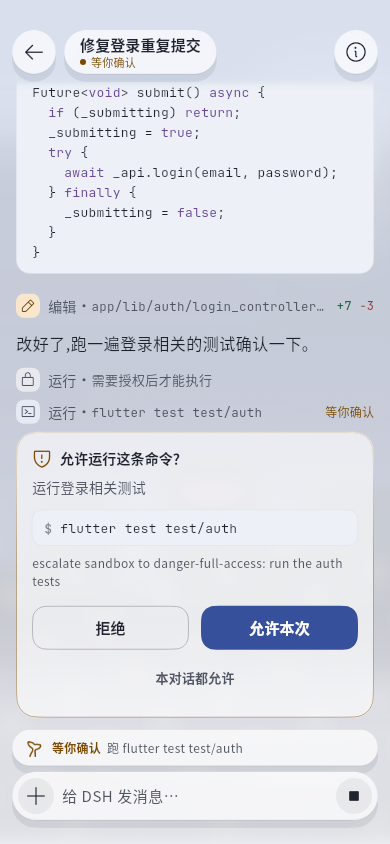 修复登录重复提交
等你确认
Future<void> submit() async {
if (_submitting) return;
_submitting = true;
try {
await _api.login(email, password);
} finally {
_submitting = false;
}
}
编辑 · app/lib/auth/login_controller… +7 -3
改好了,跑一遍登录相关的测试确认一下。
运行 · 需要授权后才能执行
运行 · flutter test test/auth 等你确认
允许运行这条命令?
运行登录相关测试
$ flutter test test/auth
escalate sandbox to danger-full-access: run the auth
tests
拒绝 允许本次
本对话都允许
等你确认 跑 flutter test test/auth
给 DSH 发消息…